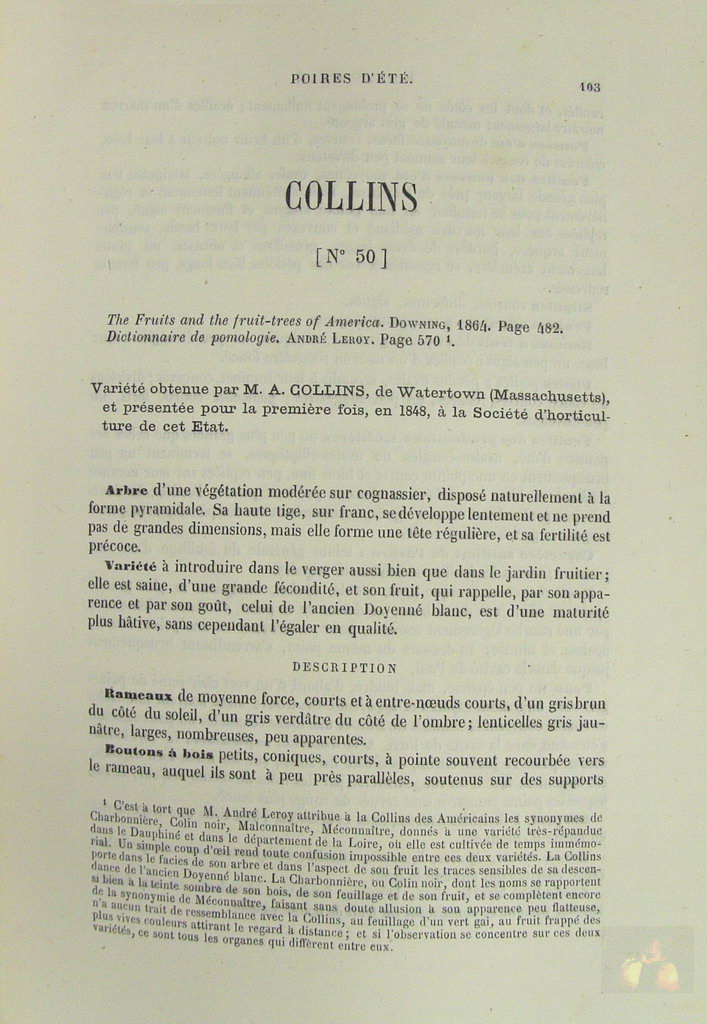 POIRES D'ÉTÉ.
103
COLLINS
[N° 50]
The Fruits and the fruit-trees of America. DOWNING, 1864. Page 482.
Dictionnaire de pomologie. ANDRÉ LEROY. Page 570 ¹.
Variété obtenue par M. A. COLLINS, de Watertown (Massachusetts),
et présentée pour la première fois, en 1848, à la Société d'horticul-
ture de cet Etat.
Arbre d'une végétation modérée sur cognassier, disposé naturellement à la
forme pyramidale. Sa haute tige, sur franc, se développe lentement et ne prend
pas de grandes dimensions, mais elle forme une tête régulière, et sa fertilité est
précoce.
Variété à introduire dans le verger aussi bien que dans le jardin fruitier;
elle est saine, d'une grande fécondité, et son fruit, qui rappelle, par son appa-
rence et par son goût, celui de l'ancien Doyenné blanc, est d'une maturité
plus hâtive, sans cependant l'égaler en qualité.
DESCRIPTION
Rameaux de moyenne force, courts et à entre-nœuds courts, d'un gris brun
du côté du soleil, d'un gris verdâtre du côté de l'ombre; lenticelles gris jau-
nâtre, larges, nombreuses, peu apparentes.
Boutons à bois petits, coniques, courts, à pointe souvent recourbée vers
le rameau, auquel ils sont à peu près parallèles, soutenus sur des supports
¹ C'est à tort que M. André Leroy attribue à la Collins des Américains les synonymes de
Charbonnière, Colin noir, Malconnaître, Méconnaître, donnés à une variété très-répandue
dans le Dauphiné et dans le département de la Loire, où elle est cultivée de temps immémo-
rial. Un simple coup d'œil rend toute confusion impossible entre ces deux variétés. La Collins
porte dans le facies de son arbre et dans l'aspect de son fruit les traces sensibles de sa descen-
dance de l'ancien Doyenné blanc. La Charbonnière, ou Colin noir, dont les noms se rapportent
si bien à la teinte sombre de son bois, de son feuillage et de son fruit, et se complètent encore
de la synonymie de Méconnaître, faisant sans doute allusion à son apparence peu flatteuse,
n'a aucun trait de ressemblance avec la Collins, au feuillage d'un vert gai, au fruit frappé des
plus vives couleurs attirant le regard à distance; et si l'observation se concentre sur ces deux
variétés, ce sont tous les organes qui diffèrent entre eux.